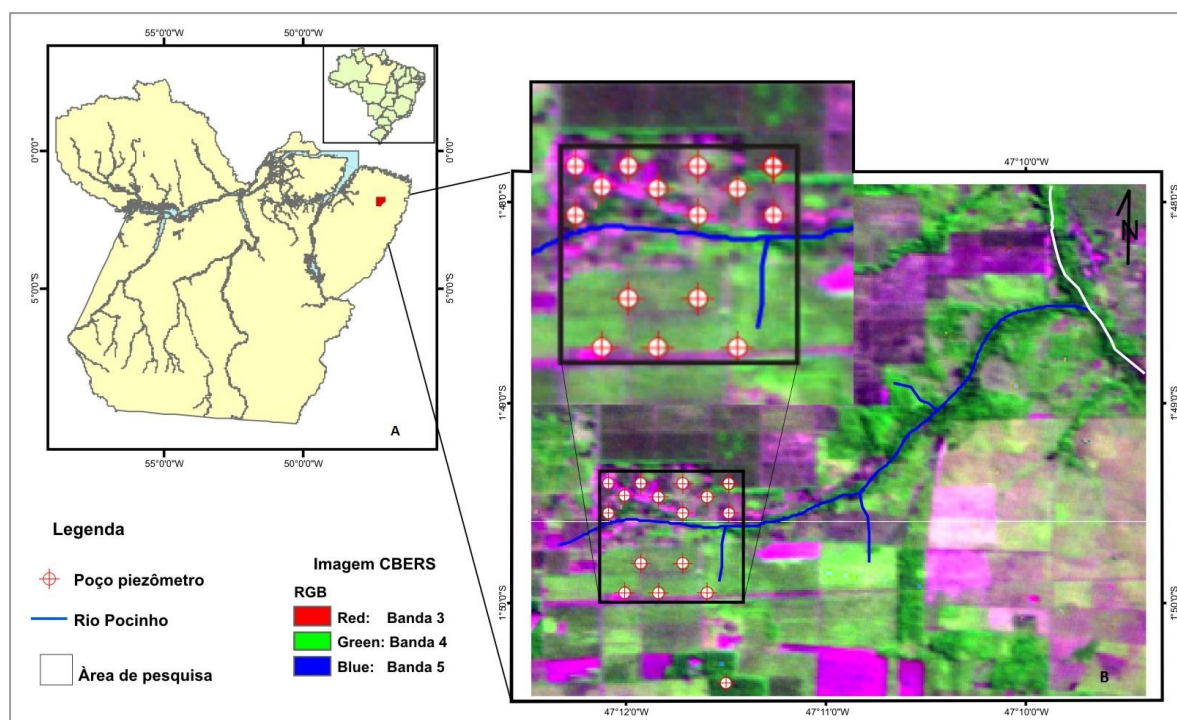 55°0'0"W
50°0'0"W
0°0'0"
0°0'0"
5°0'0"S
5°0'0"S
A
55°0'0"W
50°0'0"W
Legenda
Poço piezômetro
Rio Pocinho
Àrea de pesquisa
Imagem CBERS
RGB
Red: Banda 3
Green: Banda 4
Blue: Banda 5
47°10'0"W
1°48'0"S
1°48'0"S
N
1°49'0"S
1°49'0"S
1°50'0"S
1°50'0"S
B
47°12'0"W
47°11'0"W
47°10'0"W